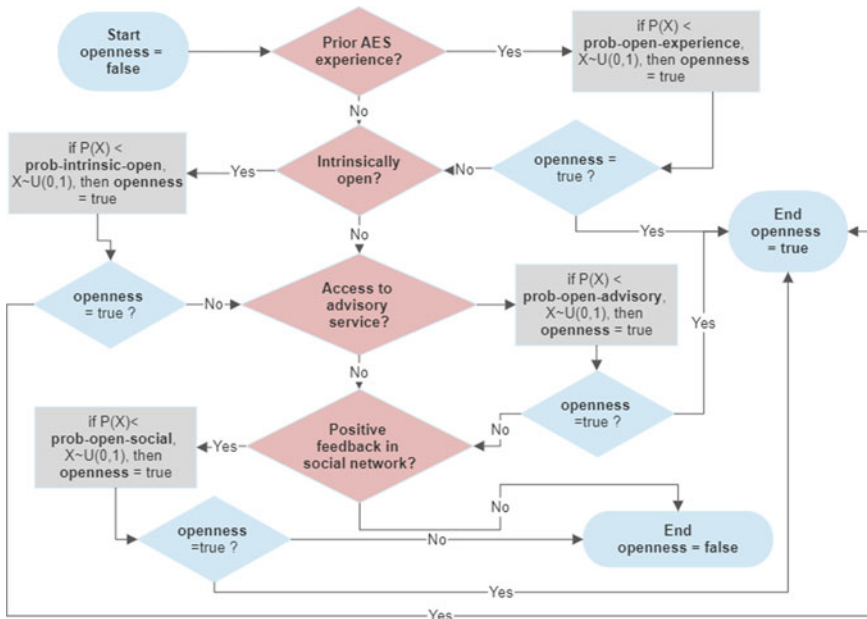 Start
openness =
false
Prior AES
experience?
Yes
if P(X) <
prob-open-experience,
X~U(0,1), then openness
= true
No
if P(X) <
prob-intrinsic-open,
X~U(0,1), then openness
= true
Yes
Intrinsically
open?
No
openness =
true ?
No
Yes
End
openness
= true
openness
= true ?
No
Access to
advisory
service?
if P(X) <
prob-open-advisory,
X~U(0,1), then
openness = true
Yes
No
if P(X)<
prob-open-social,
X~U(0,1), then
openness = true
Yes
Positive
feedback in
social network?
No
openness
=true ?
No
openness
=true ?
No
End
openness = false
Yes
Yes